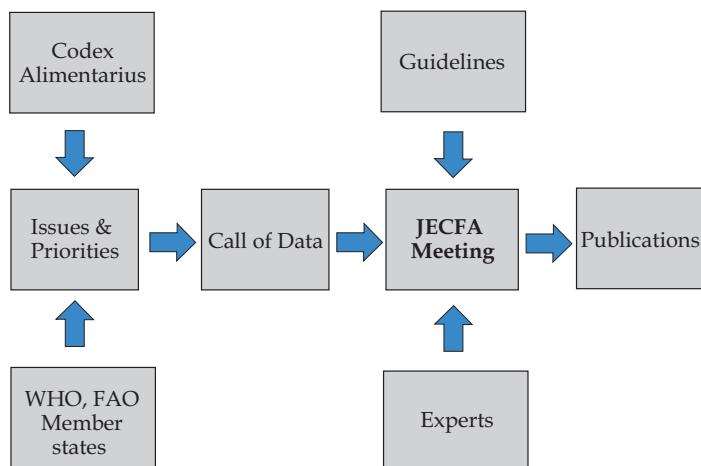 Codex
Alimentarius
Guidelines
Issues &
Priorities
Call of Data
JECFA
Meeting
Publications
WHO, FAO
Member
states
Experts